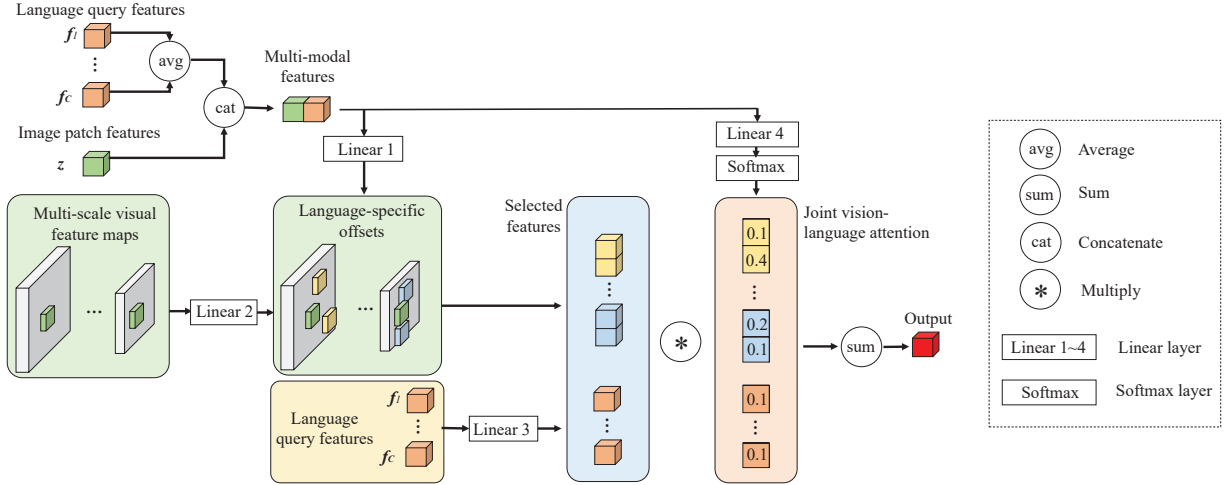 Language query features
f₁
⋮
f_C
avg
cat
Multi-modal
features
Image patch features
z
Linear 1
Linear 4
Softmax
Multi-scale visual
feature maps
...
Linear 2
Language-specific
offsets
...
Selected
features
⋮
⋮
*
0.1
0.4
⋮
0.2
0.1
0.1
⋮
0.1
Joint vision-
language attention
sum
Output
Language
query features
f₁
⋮
f_C
Linear 3
avg Average
sum Sum
cat Concatenate
* Multiply
Linear 1~4 Linear layer
Softmax Softmax layer